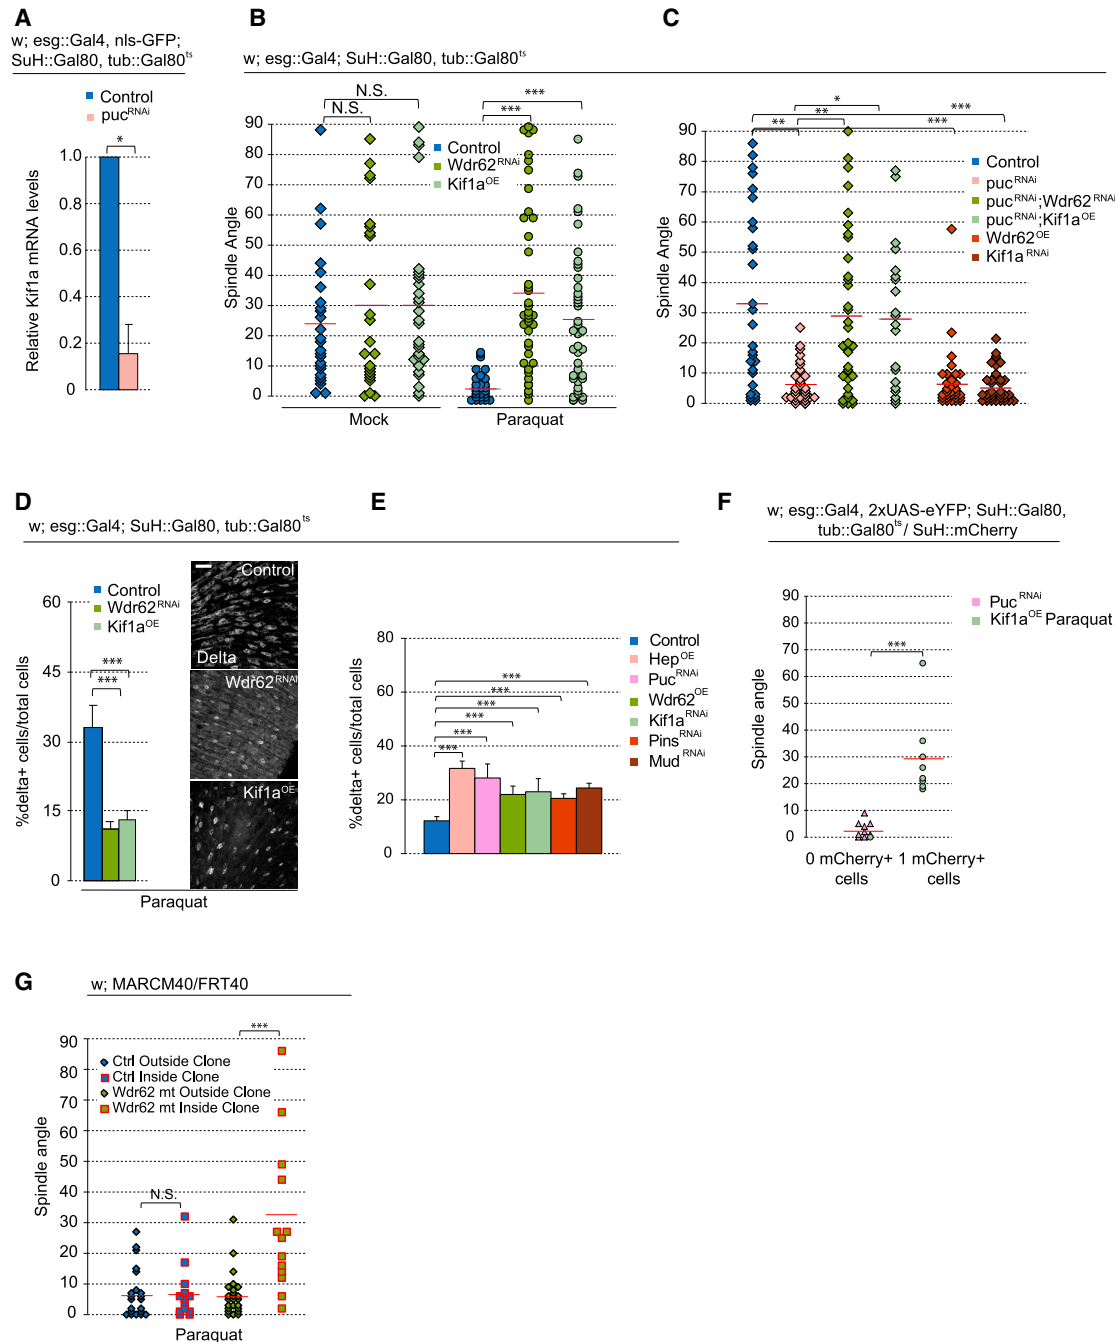 A
w; esg::Gal4, nls-GFP;
SuH::Gal80, tub::Gal80ts
Control
pucRNAi
*
Relative Kif1a mRNA levels
1.0
0.6
0.4
0.2
0
B
w; esg::Gal4; SuH::Gal80, tub::Gal80ts
N.S.
N.S.
***
***
Control
Wdr62RNAi
Kif1aOE
Spindle Angle
90
80
70
60
50
40
30
20
10
0
Mock
Paraquat
C
*
**
**
***
***
Control
pucRNAi
pucRNAi;Wdr62RNAi
pucRNAi;Kif1aOE
Wdr62OE
Kif1aRNAi
Spindle Angle
90
80
70
60
50
40
30
20
10
0
D
w; esg::Gal4; SuH::Gal80, tub::Gal80ts
Control
Wdr62RNAi
Kif1aOE
***
***
%delta+ cells/total cells
60
45
30
15
0
Paraquat
Control
Delta
Wdr62RNAi
Kif1aOE
E
%delta+ cells/total cells
80
60
40
20
0
***
***
***
***
***
***
Control
HepOE
PucRNAi
Wdr62OE
Kif1aRNAi
PinsRNAi
MudRNAi
F
w; esg::Gal4, 2xUAS-eYFP; SuH::Gal80,
tub::Gal80ts/ SuH::mCherry
PucRNAi
Kif1aOE Paraquat
***
Spindle angle
90
80
70
60
50
40
30
20
10
0
0 mCherry+ cells
1 mCherry+ cells
G
w; MARCM40/FRT40
***
Ctrl Outside Clone
Ctrl Inside Clone
Wdr62 mt Outside Clone
Wdr62 mt Inside Clone
N.S.
Spindle angle
90
80
70
60
50
40
30
20
10
0
Paraquat